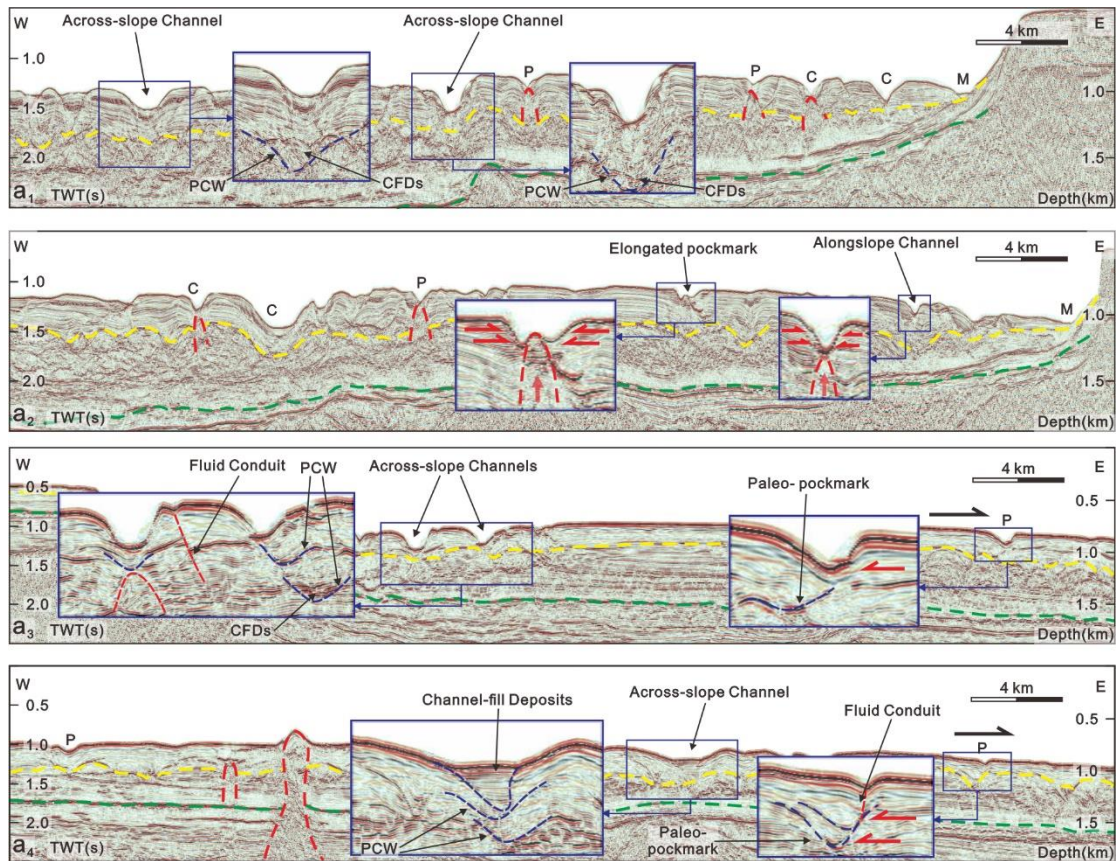 W
Across-slope Channel
Across-slope Channel
E
4 km
1.0
P
P
C
C
M
1.0
1.5
2.0
PCW
CFDs
PCW
CFDs
1.5
a1
TWT(s)
Depth(km)
W
Elongated pockmark
Alongslope Channel
4 km
E
1.0
C
C
P
M
1.0
1.5
2.0
1.5
a2
TWT(s)
Depth(km)
W
Fluid Conduit
PCW
Across-slope Channels
Paleo- pockmark
4 km
E
0.5
0.5
P
1.0
1.0
1.5
2.0
1.5
CFDs
a3
TWT(s)
Depth(km)
W
Channel-fill Deposits
Across-slope Channel
Fluid Conduit
4 km
E
0.5
0.5
P
P
1.0
1.0
1.5
2.0
1.5
PCW
Paleo-
pockmark
a4
TWT(s)
Depth(km)